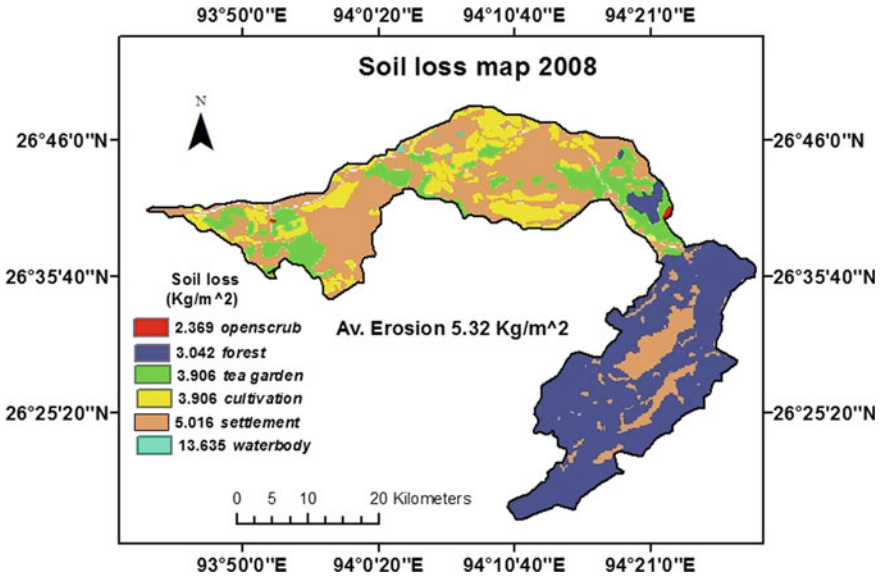 93°50'0"E 94°0'20"E 94°10'40"E 94°21'0"E
Soil loss map 2008
N
26°46'0"N 26°46'0"N
26°35'40"N 26°35'40"N
Soil loss
(Kg/m^2)
2.369 openscrub
Av. Erosion 5.32 Kg/m^2
3.042 forest
3.906 tea garden
3.906 cultivation
26°25'20"N 26°25'20"N
5.016 settlement
13.635 waterbody
0 5 10 20 Kilometers
93°50'0"E 94°0'20"E 94°10'40"E 94°21'0"E